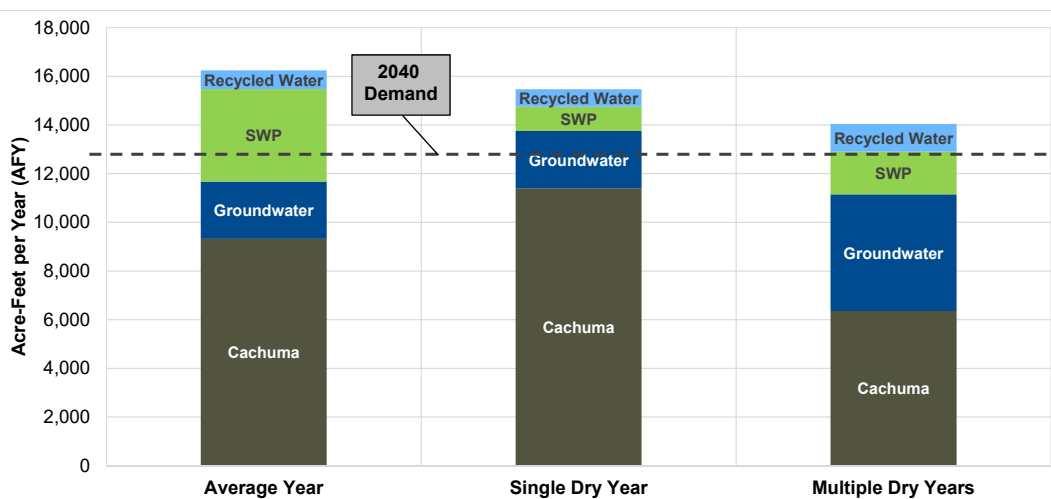 Acre-Feet per Year (AFY)
18,000
16,000
14,000
12,000
10,000
8,000
6,000
4,000
2,000
0
2040
Demand
Recycled Water
SWP
Groundwater
Cachuma
Recycled Water
SWP
Groundwater
Cachuma
Recycled Water
SWP
Groundwater
Cachuma
Average Year
Single Dry Year
Multiple Dry Years